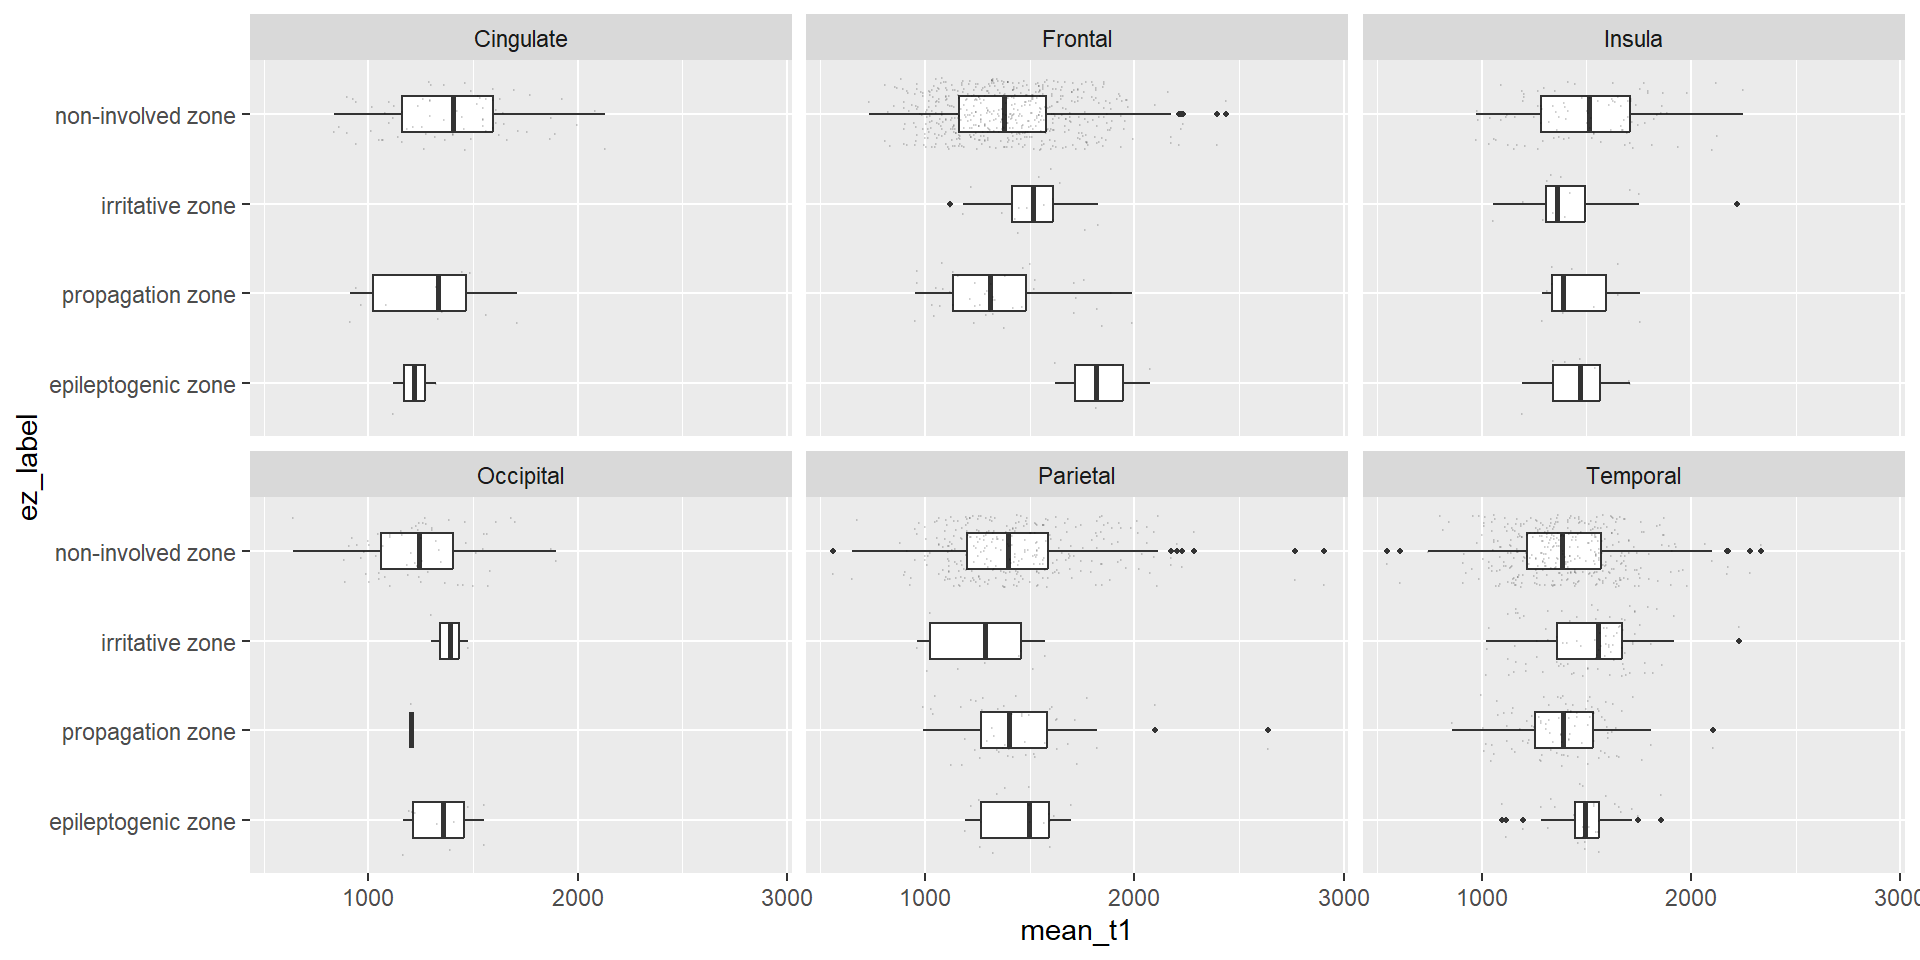 Cingulate
Frontal
Insula
non-involved zone
irritative zone
propagation zone
epileptogenic zone
ez_label
Occipital
Parietal
Temporal
non-involved zone
irritative zone
propagation zone
epileptogenic zone
1000 2000 3000
1000 2000 3000
1000 2000 3000
mean_t1